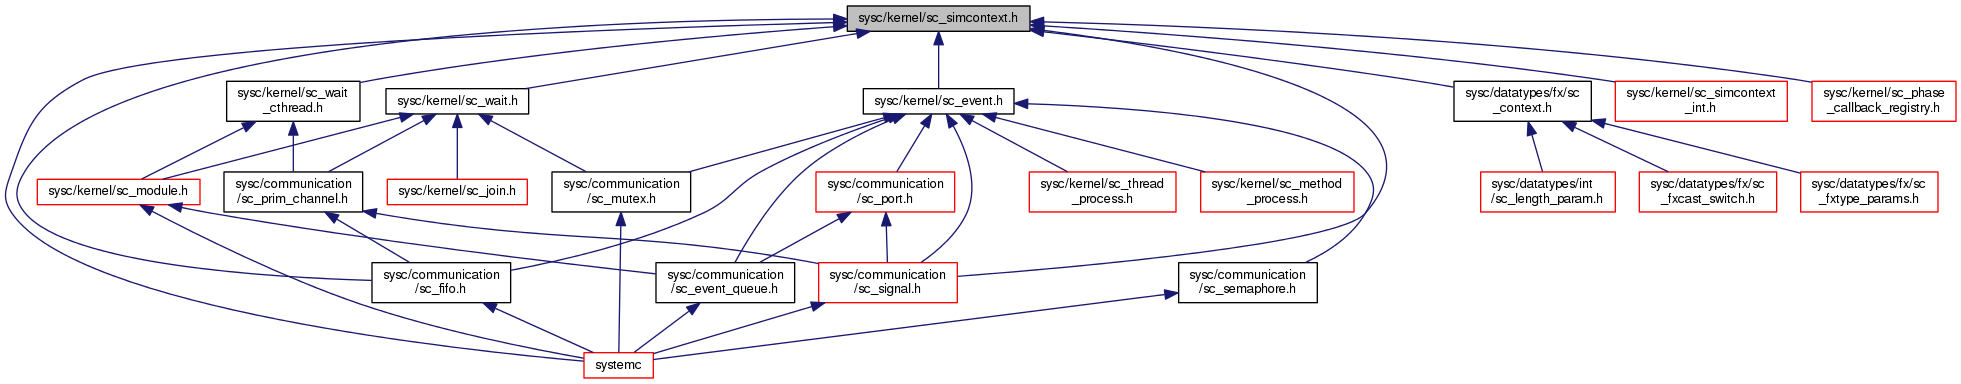 sysc/kernel/sc_simcontext.h
sysc/kernel/sc_wait
_cthread.h
sysc/kernel/sc_wait.h
sysc/kernel/sc_event.h
sysc/datatypes/fx/sc
_context.h
sysc/kernel/sc_simcontext
_int.h
sysc/kernel/sc_phase
_callback_registry.h
sysc/kernel/sc_module.h
sysc/communication
/sc_prim_channel.h
sysc/kernel/sc_join.h
sysc/communication
/sc_mutex.h
sysc/communication
/sc_port.h
sysc/kernel/sc_thread
_process.h
sysc/kernel/sc_method
_process.h
sysc/datatypes/int
/sc_length_param.h
sysc/datatypes/fx/sc
_fxcast_switch.h
sysc/datatypes/fx/sc
_fxtype_params.h
sysc/communication
/sc_fifo.h
sysc/communication
/sc_event_queue.h
sysc/communication
/sc_signal.h
sysc/communication
/sc_semaphore.h
systemc